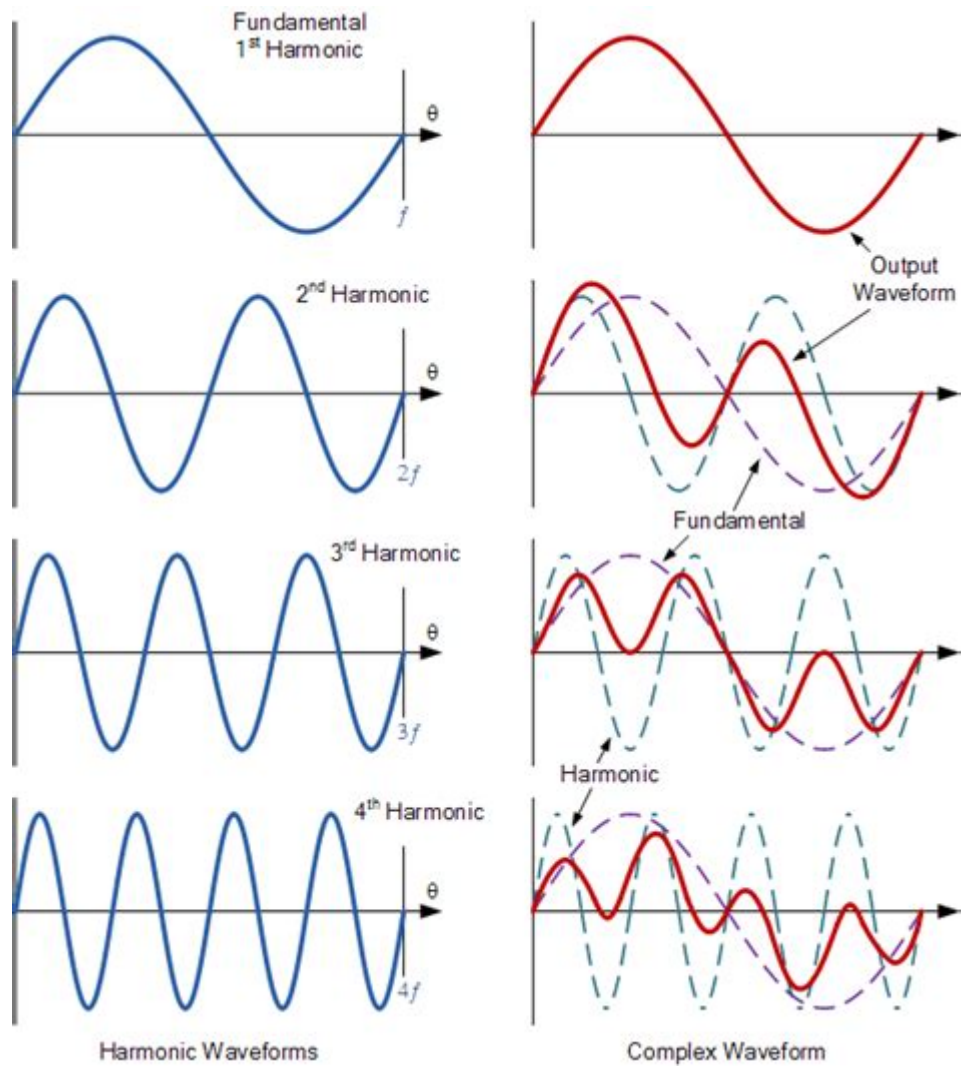 Fundamental
1st Harmonic
θ
f
Output
Waveform
2nd Harmonic
θ
2f
Fundamental
3rd Harmonic
θ
3f
Harmonic
4th Harmonic
θ
4f
Harmonic Waveforms
Complex Waveform